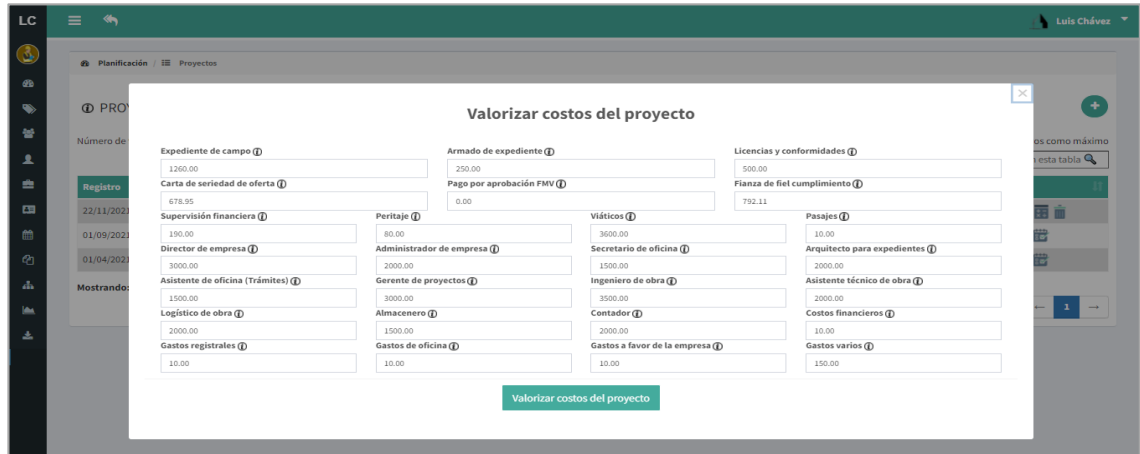 LC
Luis Chávez
Planificación / Proyectos
PROY
Número de
os como máximo
esta tabla
Registro
22/11/2021
01/09/2021
01/04/2021
Mostrando:
← 1 →
Valorizar costos del proyecto
×
Expediente de campo Armado de expediente Licencias y conformidades
1260.00 250.00 500.00
Carta de seriedad de oferta Pago por aprobación FMV Fianza de fiel cumplimiento
678.95 0.00 792.11
Supervisión financiera Peritaje Viáticos Pasajes
190.00 80.00 3600.00 10.00
Director de empresa Administrador de empresa Secretario de oficina Arquitecto para expedientes
3000.00 2000.00 1500.00 2000.00
Asistente de oficina (Trámites) Gerente de proyectos Ingeniero de obra Asistente técnico de obra
1500.00 3000.00 3500.00 2000.00
Logístico de obra Almacenero Contador Costos financieros
2000.00 1500.00 2000.00 10.00
Gastos registrales Gastos de oficina Gastos a favor de la empresa Gastos varios
10.00 10.00 10.00 150.00
Valorizar costos del proyecto